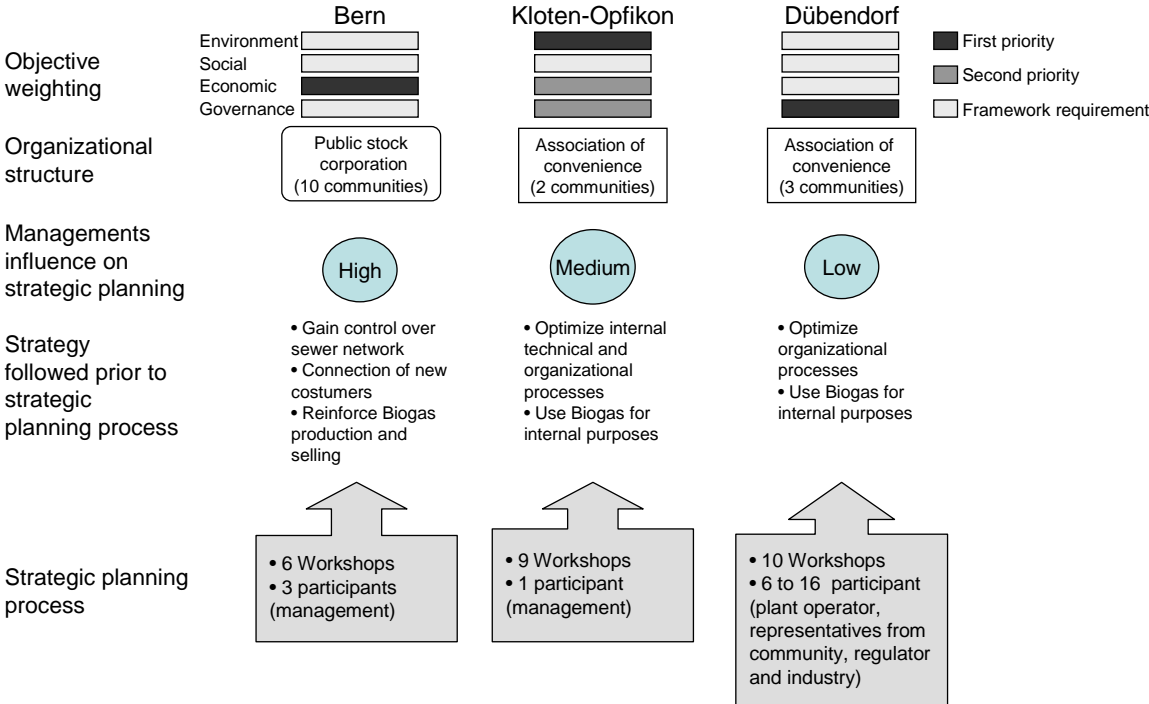 Bern
Kloten-Opfikon
Dübendorf
Objective
weighting
Environment
Social
Economic
Governance
First priority
Second priority
Framework requirement
Organizational
structure
Public stock
corporation
(10 communities)
Association of
convenience
(2 communities)
Association of
convenience
(3 communities)
Managements
influence on
strategic planning
High
Medium
Low
Strategy
followed prior to
strategic
planning process
• Gain control over
sewer network
• Connection of new
costumers
• Reinforce Biogas
production and
selling
• Optimize internal
technical and
organizational
processes
• Use Biogas for
internal purposes
• Optimize
organizational
processes
• Use Biogas for
internal purposes
Strategic planning
process
• 6 Workshops
• 3 participants
(management)
• 9 Workshops
• 1 participant
(management)
• 10 Workshops
• 6 to 16 participant
(plant operator,
representatives from
community, regulator
and industry)